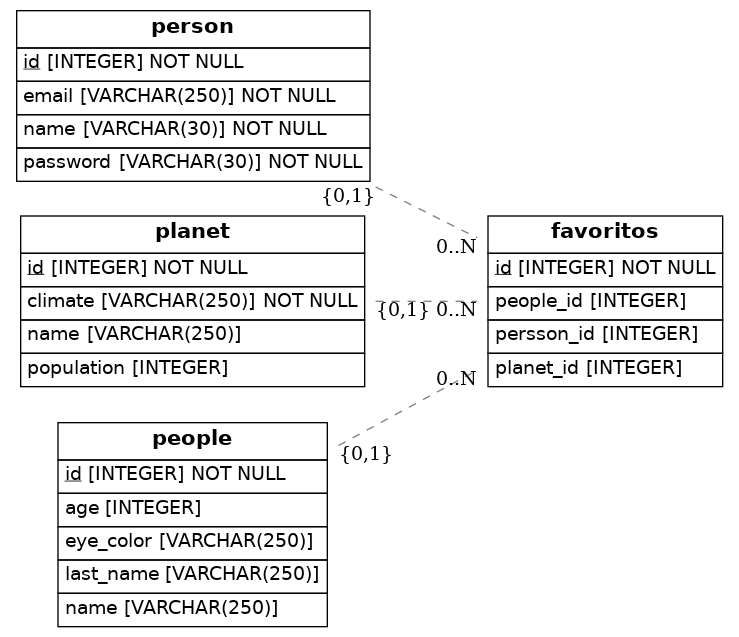 person
id [INTEGER] NOT NULL
email [VARCHAR(250)] NOT NULL
name [VARCHAR(30)] NOT NULL
password [VARCHAR(30)] NOT NULL
{0,1}
0..N
planet
id [INTEGER] NOT NULL
climate [VARCHAR(250)] NOT NULL
name [VARCHAR(250)]
population [INTEGER]
{0,1} 0..N
favoritos
id [INTEGER] NOT NULL
people_id [INTEGER]
persson_id [INTEGER]
planet_id [INTEGER]
0..N
{0,1}
people
id [INTEGER] NOT NULL
age [INTEGER]
eye_color [VARCHAR(250)]
last_name [VARCHAR(250)]
name [VARCHAR(250)]